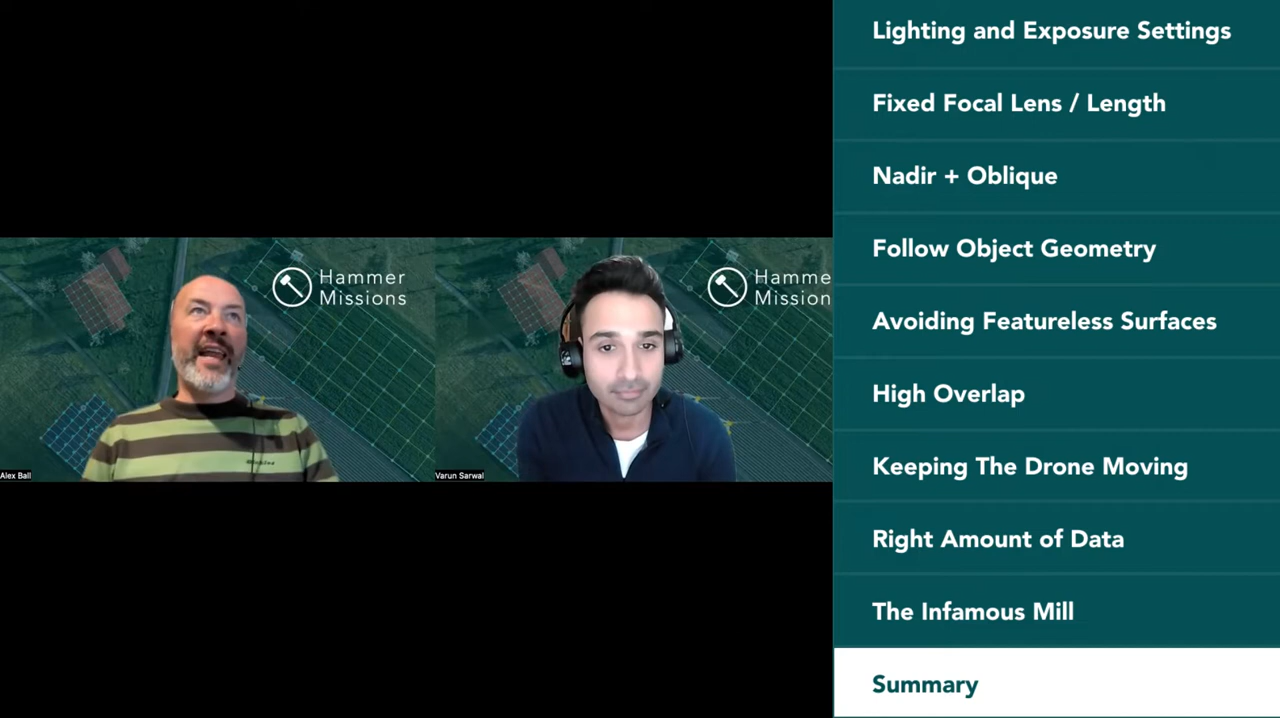 Hammer
Missions
Alex Ball
Hamme
Mission
Varun Sarwal
Lighting and Exposure Settings
Fixed Focal Lens / Length
Nadir + Oblique
Follow Object Geometry
Avoiding Featureless Surfaces
High Overlap
Keeping The Drone Moving
Right Amount of Data
The Infamous Mill
Summary